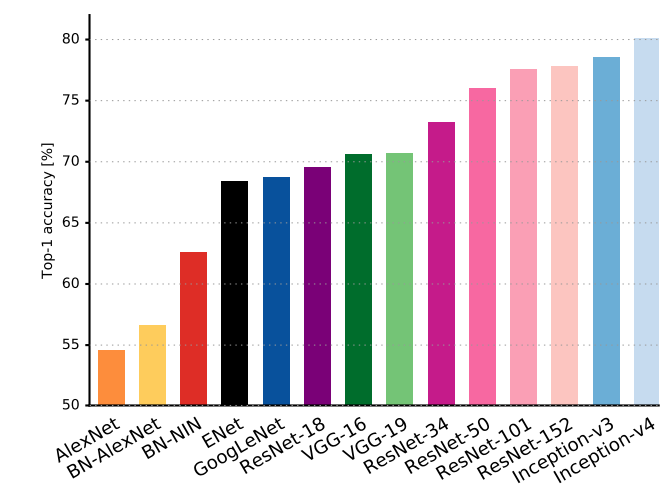 Top-1 accuracy [%]
80
75
70
65
60
55
50
AlexNet
BN-AlexNet
BN-NIN
ENet
GoogLeNet
ResNet-18
VGG-16
VGG-19
ResNet-34
ResNet-50
ResNet-101
ResNet-152
Inception-v3
Inception-v4